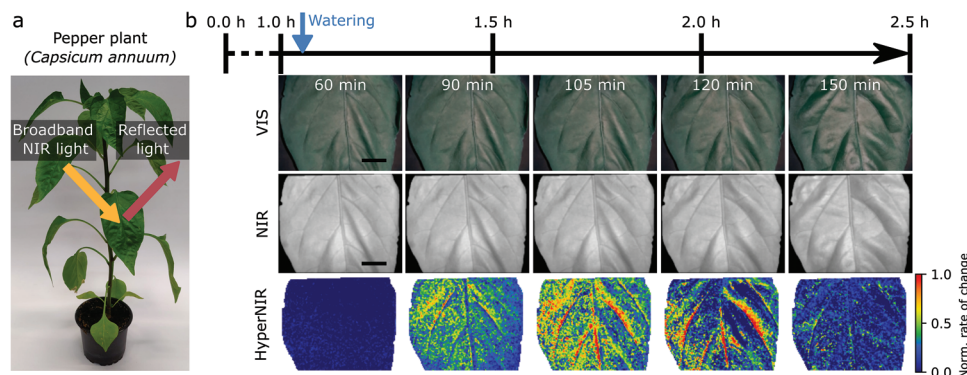 a
Pepper plant
(Capsicum annuum)
Broadband
NIR light
Reflected
light
b
0.0 h
1.0 h
Watering
1.5 h
2.0 h
2.5 h
VIS
60 min
90 min
105 min
120 min
150 min
NIR
HyperNIR
1.0
0.5
0.0
Norm. rate of change